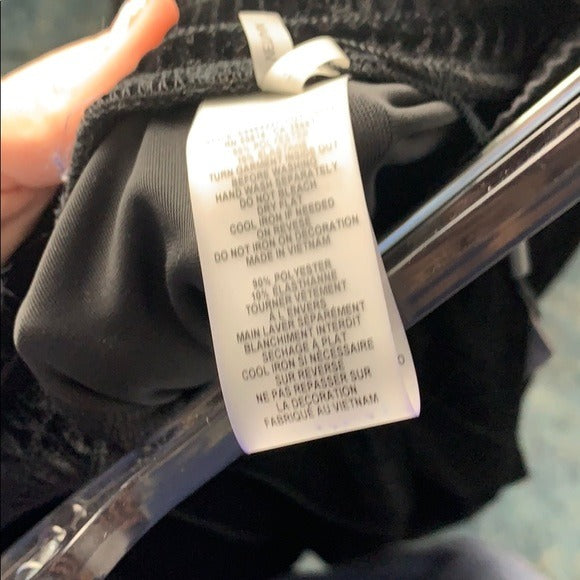 TURN GARMENT INSIDE OUT
BEFORE WASHING
HAND WASH SEPARATELY
DO NOT BLEACH
DRY FLAT
COOL IRON IF NEEDED
ON REVERSE
DO NOT IRON ON DECORATION
MADE IN VIETNAM
90% POLYESTER
10% ELASTHANNE
TOURNER VETEMENT
A L'ENVERS
MAIN LAVER SEPARÉMENT
BLANCHIMENT INTERDIT
SECHAGE A PLAT
COOL IRON SI NECESSAIRE
SUR REVERSE
NE PAS REPASSER SUR
LA DECORATION
FABRIQUÉ AU VIETNAM
O